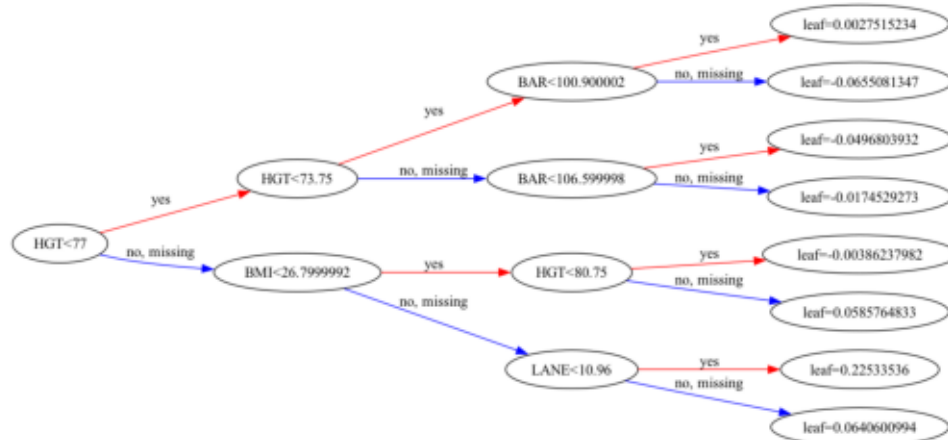 leaf=0.0027515234
yes
BAR<100.900002
no, missing
leaf=-0.0655081347
yes
yes
leaf=-0.0496803932
HGT<73.75
no, missing
BAR<106.599998
no, missing
leaf=-0.0174529273
yes
HGT<77
no, missing
BMI<26.7999992
yes
HGT<80.75
yes
leaf=-0.00386237982
no, missing
no, missing
leaf=0.0585764833
LANE<10.96
yes
leaf=0.22533536
no, missing
leaf=0.0640600994